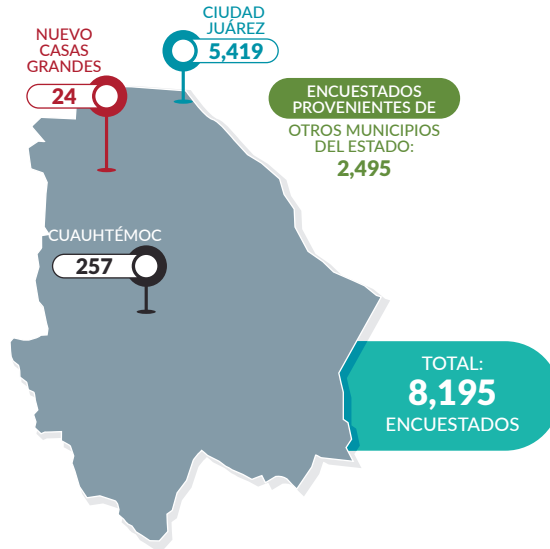 CIUDAD
JUÁREZ
5,419
NUEVO
CASAS
GRANDES
24
ENCUESTADOS
PROVENIENTES DE
OTROS MUNICIPIOS
DEL ESTADO:
2,495
CUAUHTÉMOC
257
TOTAL:
8,195
ENCUESTADOS